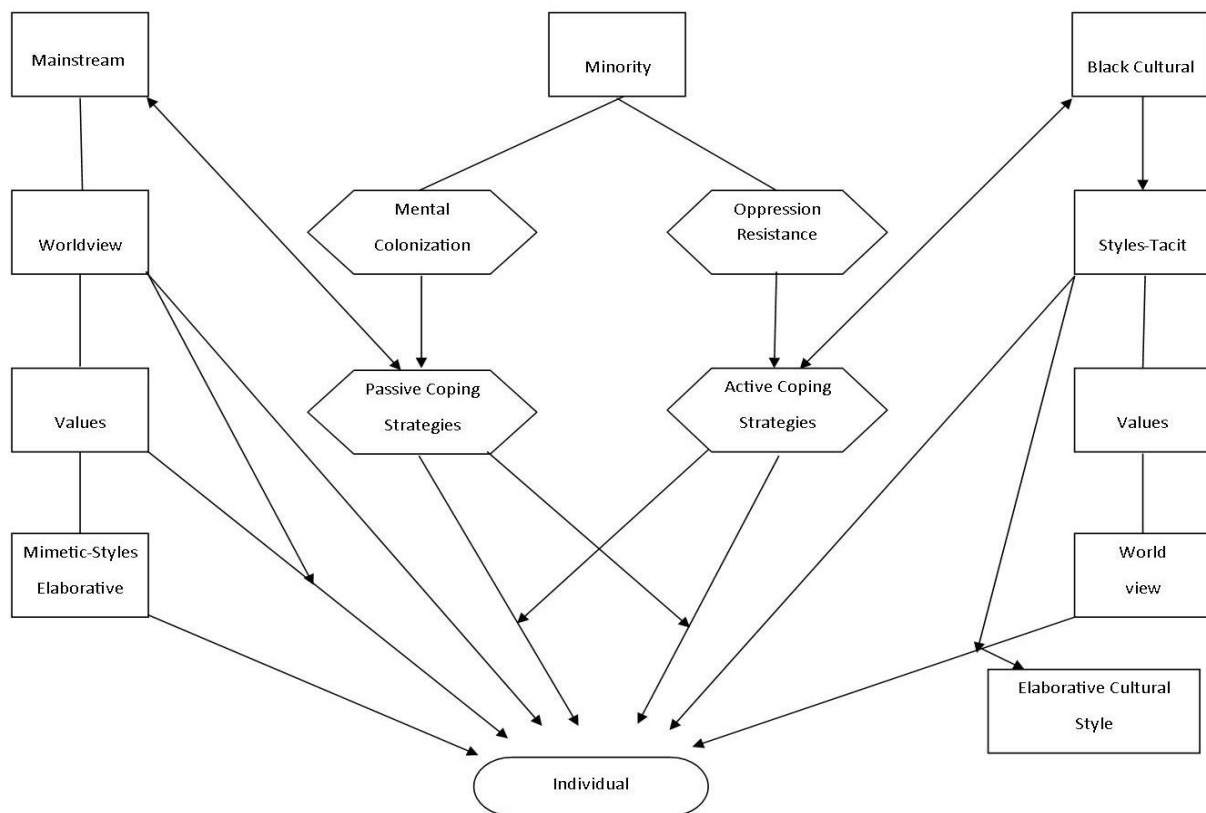 Mainstream
Minority
Black Cultural
Worldview
Mental
Colonization
Oppression
Resistance
Styles-Tacit
Values
Passive Coping
Strategies
Active Coping
Strategies
Values
Mimetic-Styles
Elaborative
World
view
Elaborative Cultural
Style
Individual